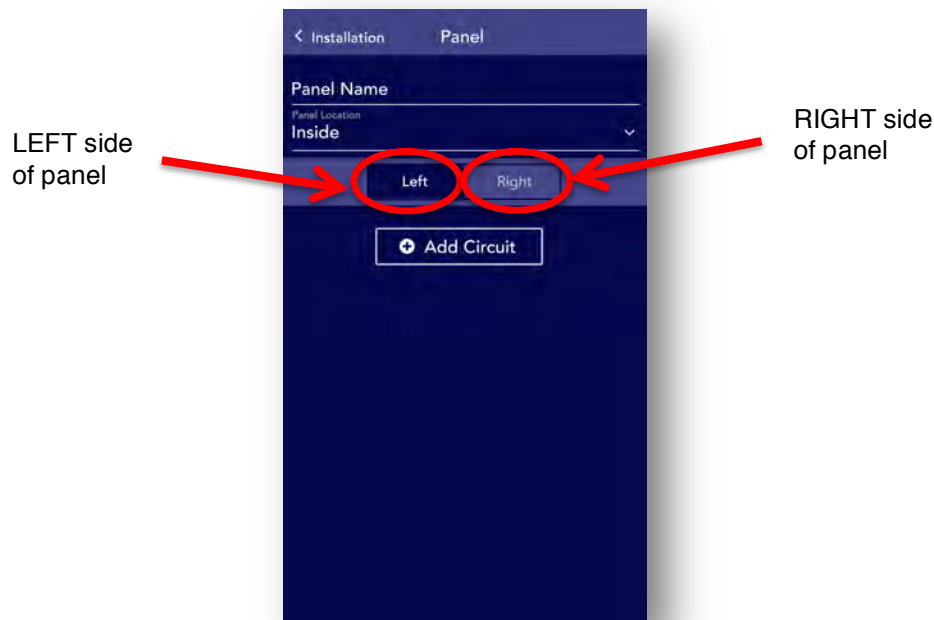 Installation
Panel
Panel Name
Panel Location
Inside
LEFT side
of panel
RIGHT side
of panel
Left
Right
Add Circuit